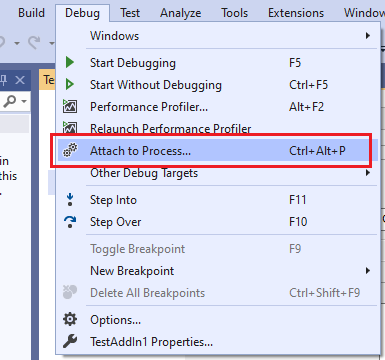 Build Debug Test Analyze Tools Extensions Window
Windows
Te
Start Debugging F5
Start Without Debugging Ctrl+F5
Performance Profiler... Alt+F2
Relaunch Performance Profiler
in
Attach to Process... Ctrl+Alt+P
this
Other Debug Targets
Step Into F11
Step Over F10
Toggle Breakpoint F9
New Breakpoint
Delete All Breakpoints Ctrl+Shift+F9
Options...
TestAddIn1 Properties...